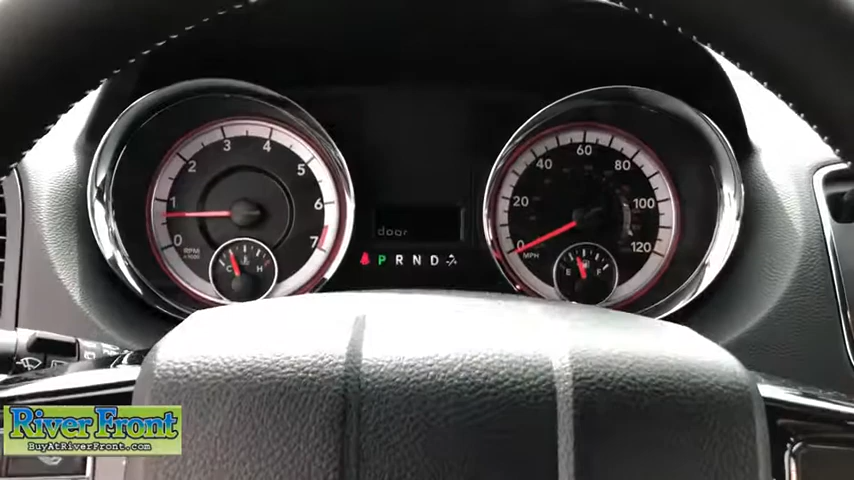 0 1 2 3 4 5 6 7
RPM
x1000
C H
door
P R N D
0 20 40 60 80 100 120
MPH
E F
River Front
BuyAtRiverFront.com